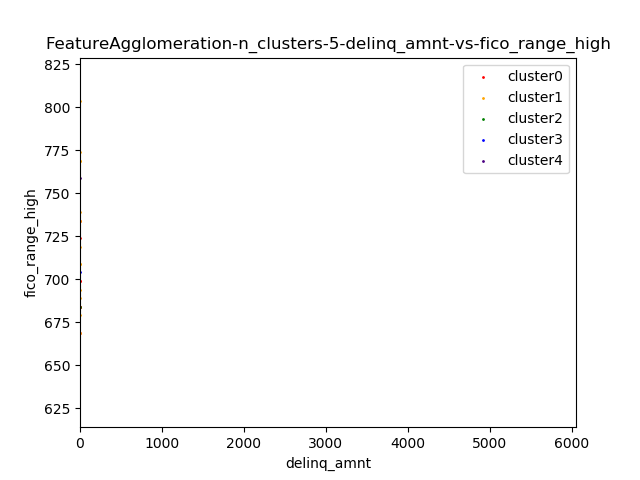 FeatureAgglomeration-n_clusters-5-delinq_amnt-vs-fico_range_high
825
800
775
750
725
700
675
650
625
fico_range_high
cluster0
cluster1
cluster2
cluster3
cluster4
0 1000 2000 3000 4000 5000 6000
delinq_amnt